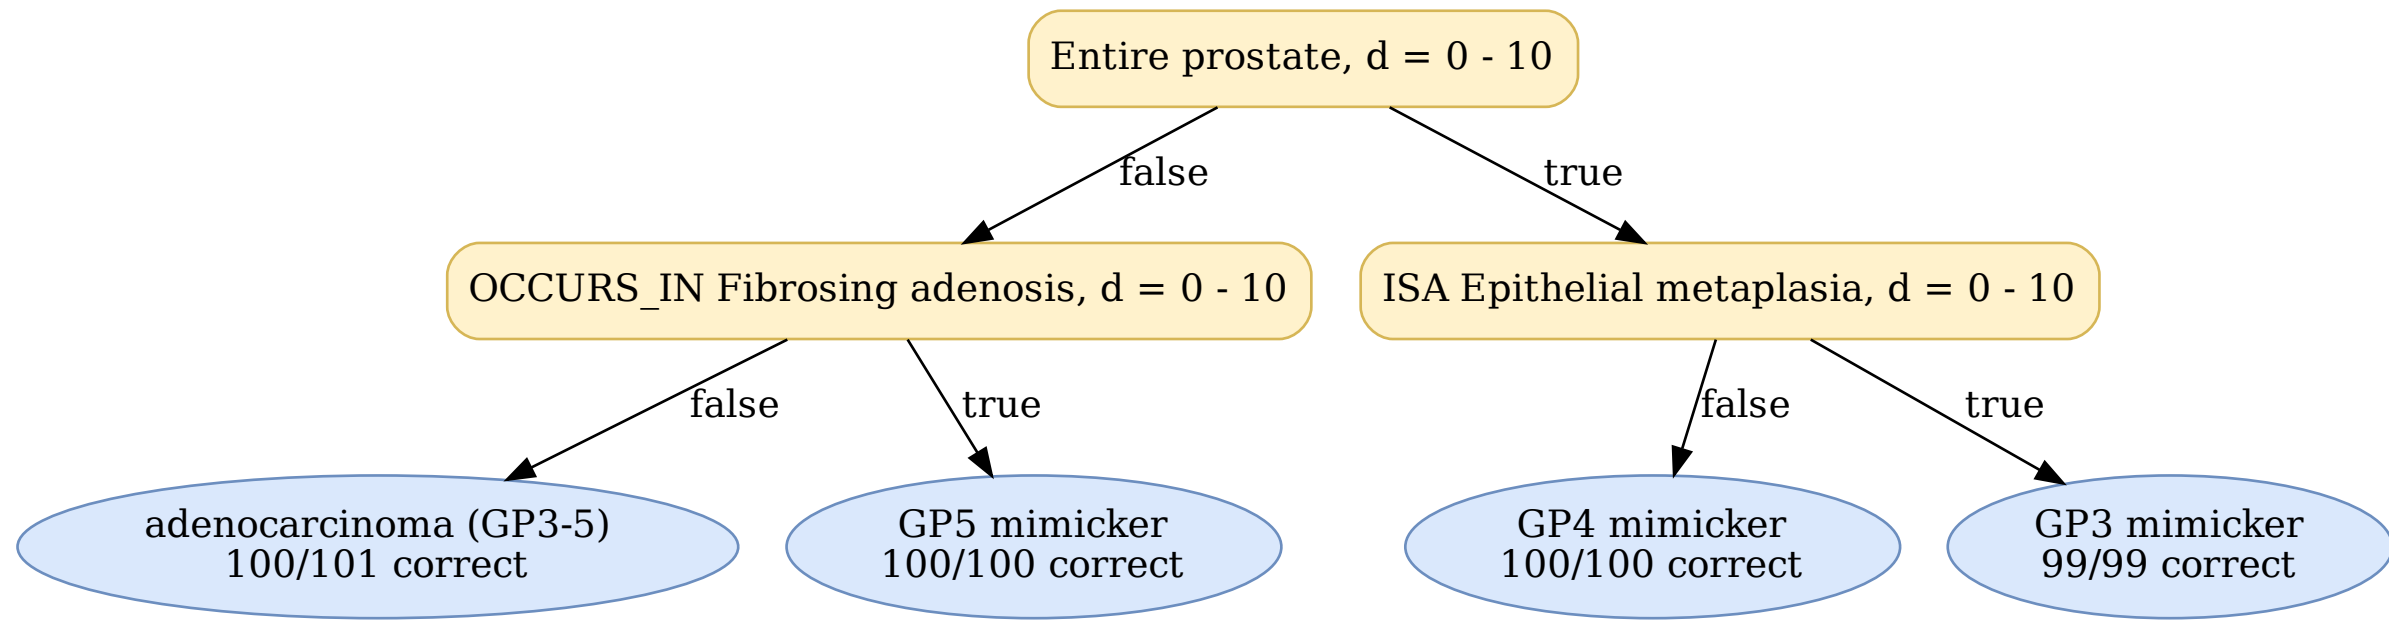 Entire prostate, d = 0 - 10
false
true
OCCURS_IN Fibrosing adenosis, d = 0 - 10
ISA Epithelial metaplasia, d = 0 - 10
false
true
false
true
adenocarcinoma (GP3-5)
100/101 correct
GP5 mimicker
100/100 correct
GP4 mimicker
100/100 correct
GP3 mimicker
99/99 correct